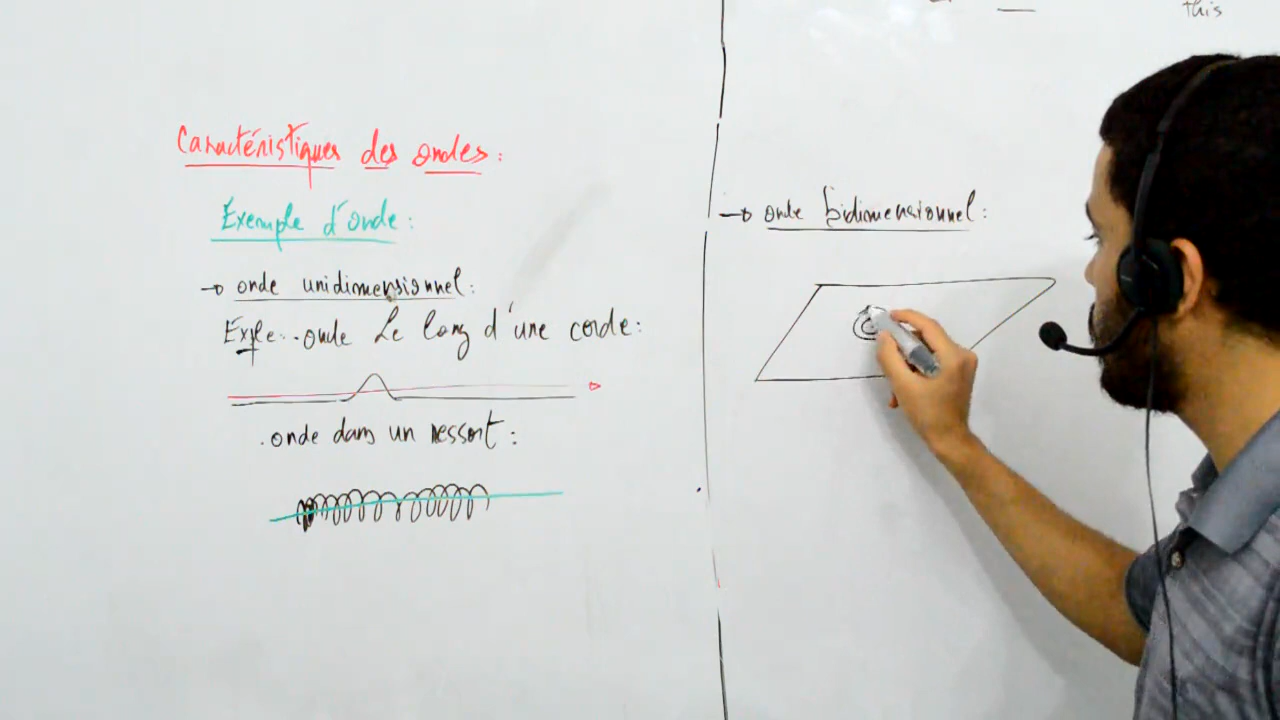 Caractéristiques des ondes :
Exemple d'onde :
→ onde unidimensionnel :
Exple : . onde Le long d'une corde :
. onde dans un ressort :
→ onde bidimensionnel :
this